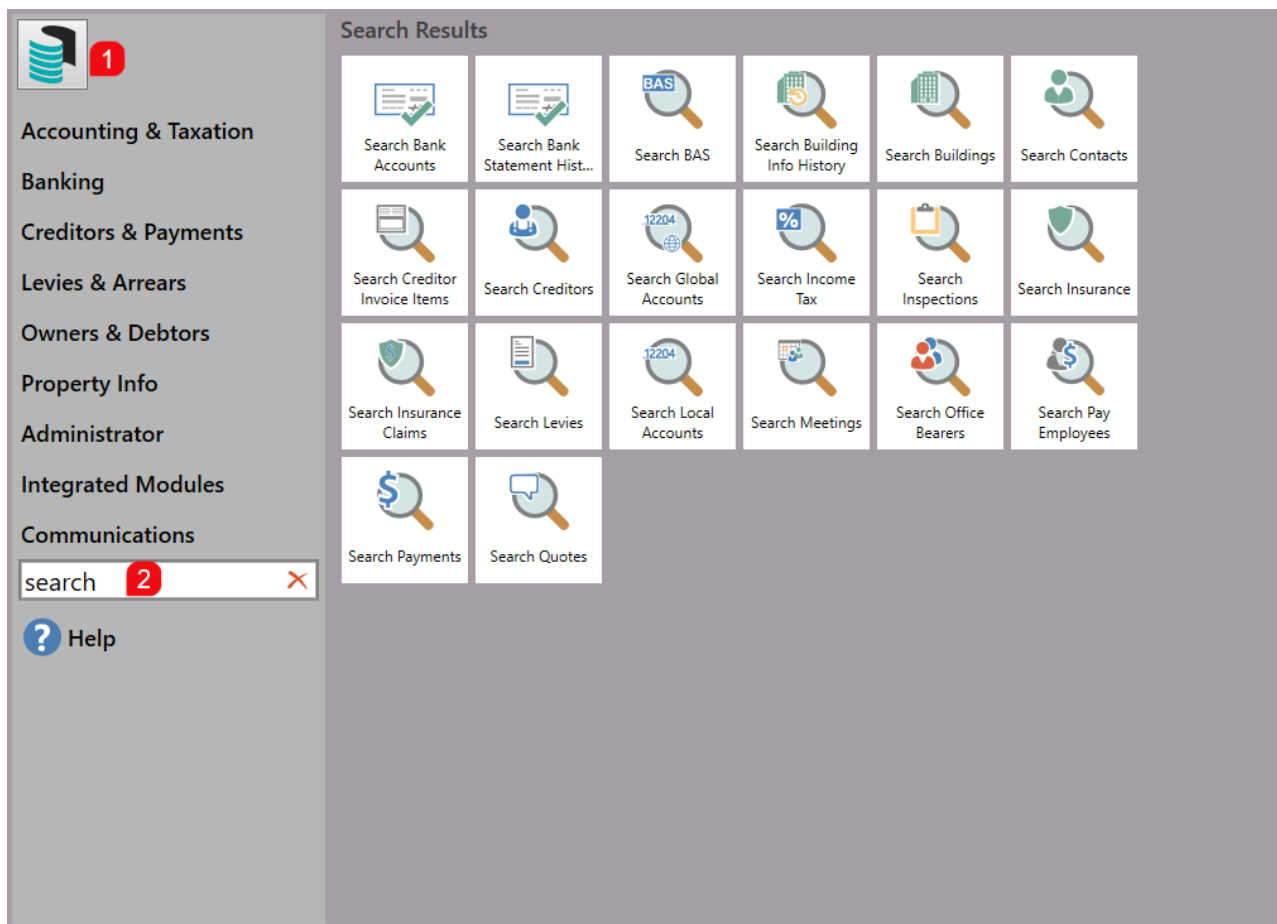 1
Accounting & Taxation
Banking
Creditors & Payments
Levies & Arrears
Owners & Debtors
Property Info
Administrator
Integrated Modules
Communications
search 2
? Help
Search Results
Search Bank
Accounts
Search Bank
Statement Hist...
BAS
Search BAS
Search Building
Info History
Search Buildings
Search Contacts
Search Creditor
Invoice Items
Search Creditors
12204
Search Global
Accounts
%
Search Income
Tax
Search
Inspections
Search Insurance
$
Search Insurance
Claims
Search Levies
12204
Search Local
Accounts
Search Meetings
Search Office
Bearers
$
Search Pay
Employees
$
Search Payments
Search Quotes